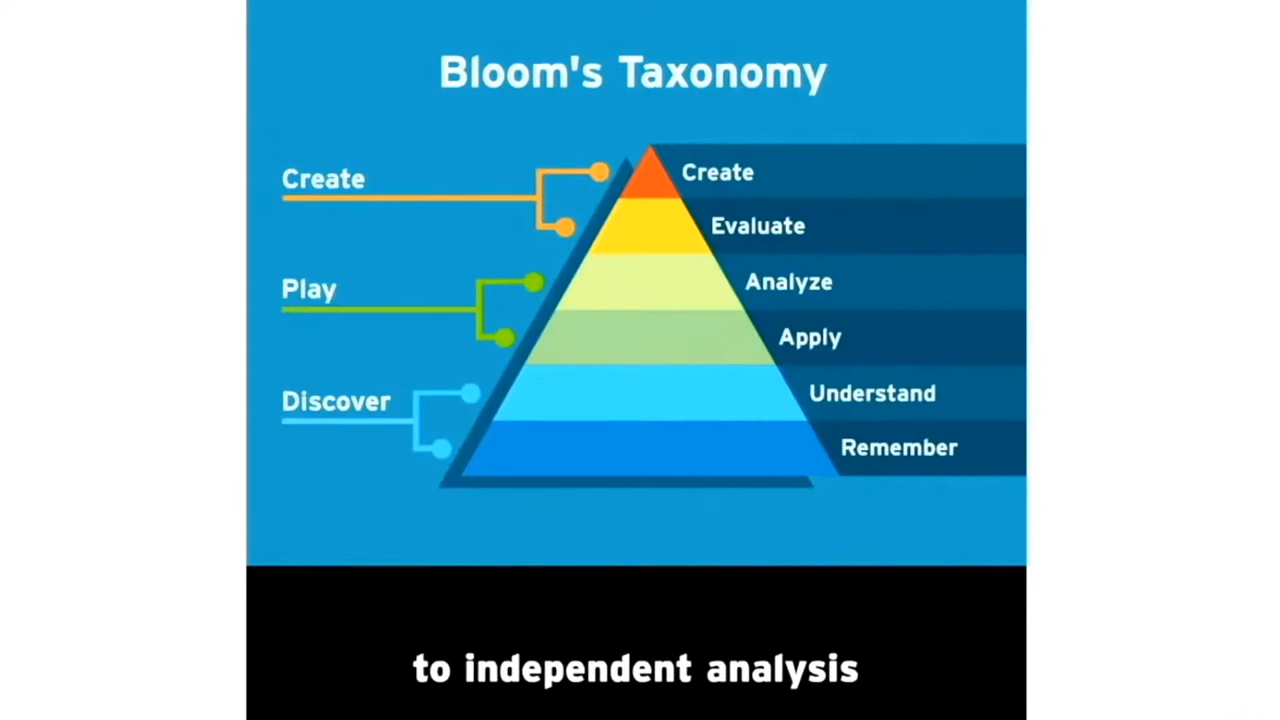 Bloom's Taxonomy
Create
Create
Evaluate
Play
Analyze
Apply
Discover
Understand
Remember
to independent analysis